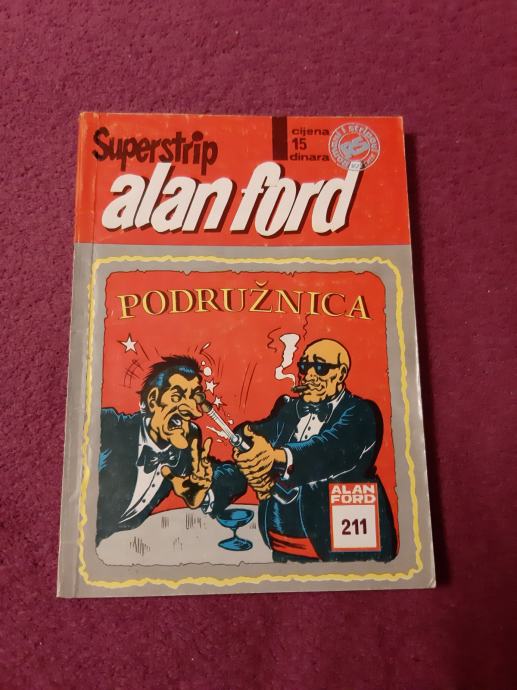 Superstrip
cijena
15
dinara
alan ford
PODRUŽNICA
ALAN
FORD
211